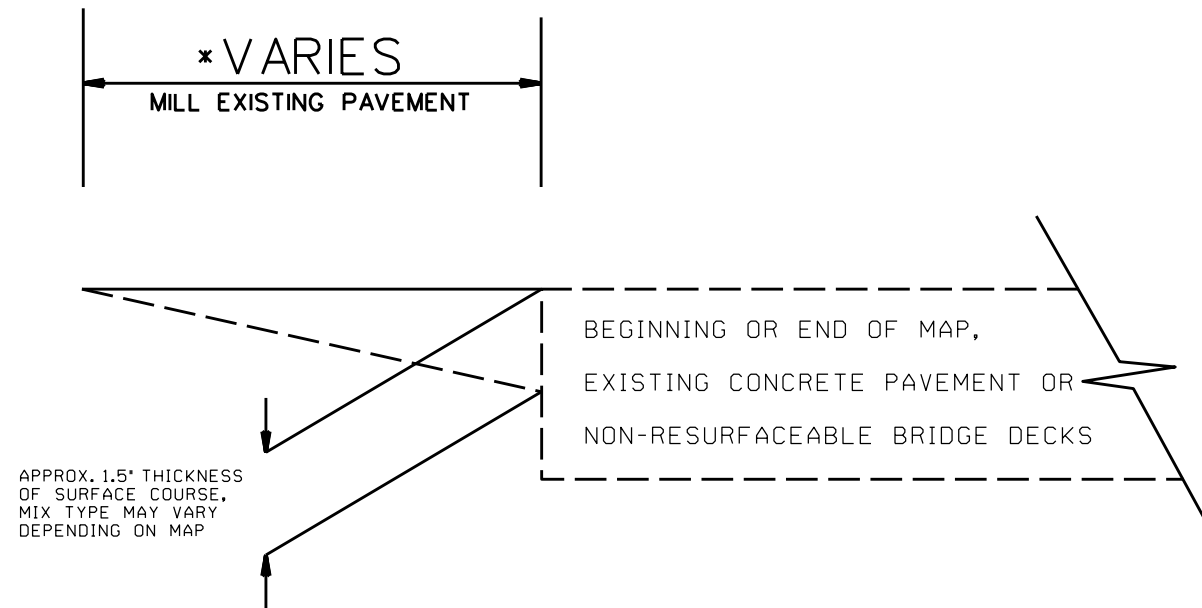 *VARIES
MILL EXISTING PAVEMENT
BEGINNING OR END OF MAP,
EXISTING CONCRETE PAVEMENT OR
NON-RESURFACEABLE BRIDGE DECKS
APPROX. 1.5" THICKNESS
OF SURFACE COURSE,
MIX TYPE MAY VARY
DEPENDING ON MAP